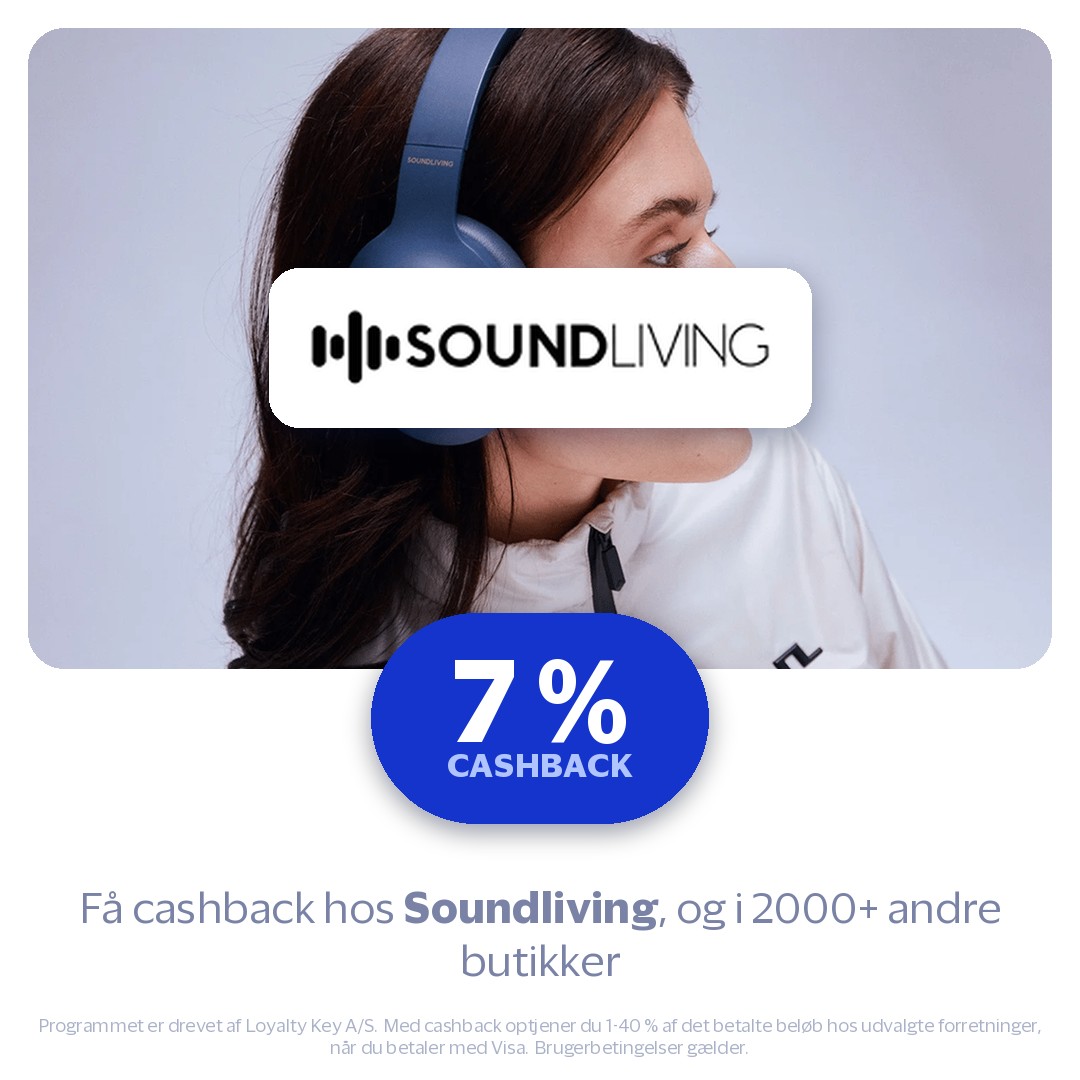 SOUNDLIVING
SOUNDLIVING
7 %
CASHBACK
Få cashback hos Soundliving, og i 2000+ andre
butikker
Programmet er drevet af Loyalty Key A/S. Med cashback optjener du 1-40 % af det betalte beløb hos udvalgte forretninger,
når du betaler med Visa. Brugerbetingelser gælder.